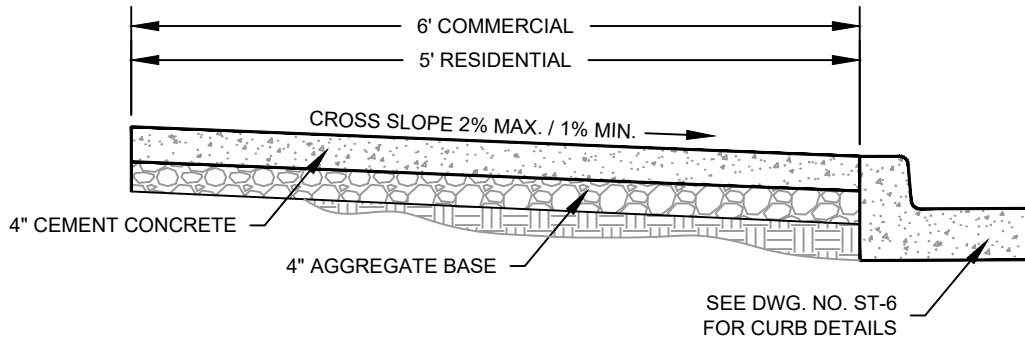 6' COMMERCIAL
5' RESIDENTIAL
CROSS SLOPE 2% MAX. / 1% MIN.
4" CEMENT CONCRETE
4" AGGREGATE BASE
SEE DWG. NO. ST-6
FOR CURB DETAILS